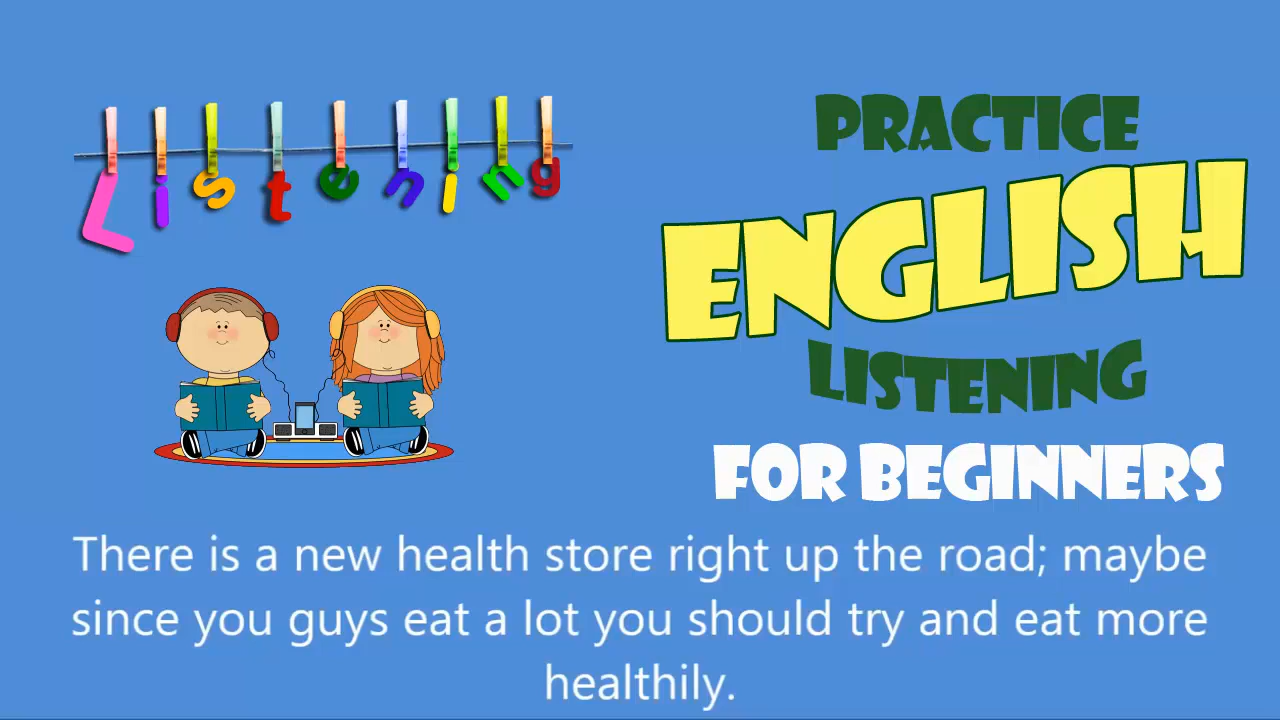 Listening
PRACTICE
ENGLISH
LISTENING
FOR BEGINNERS
There is a new health store right up the road; maybe
since you guys eat a lot you should try and eat more
healthily.